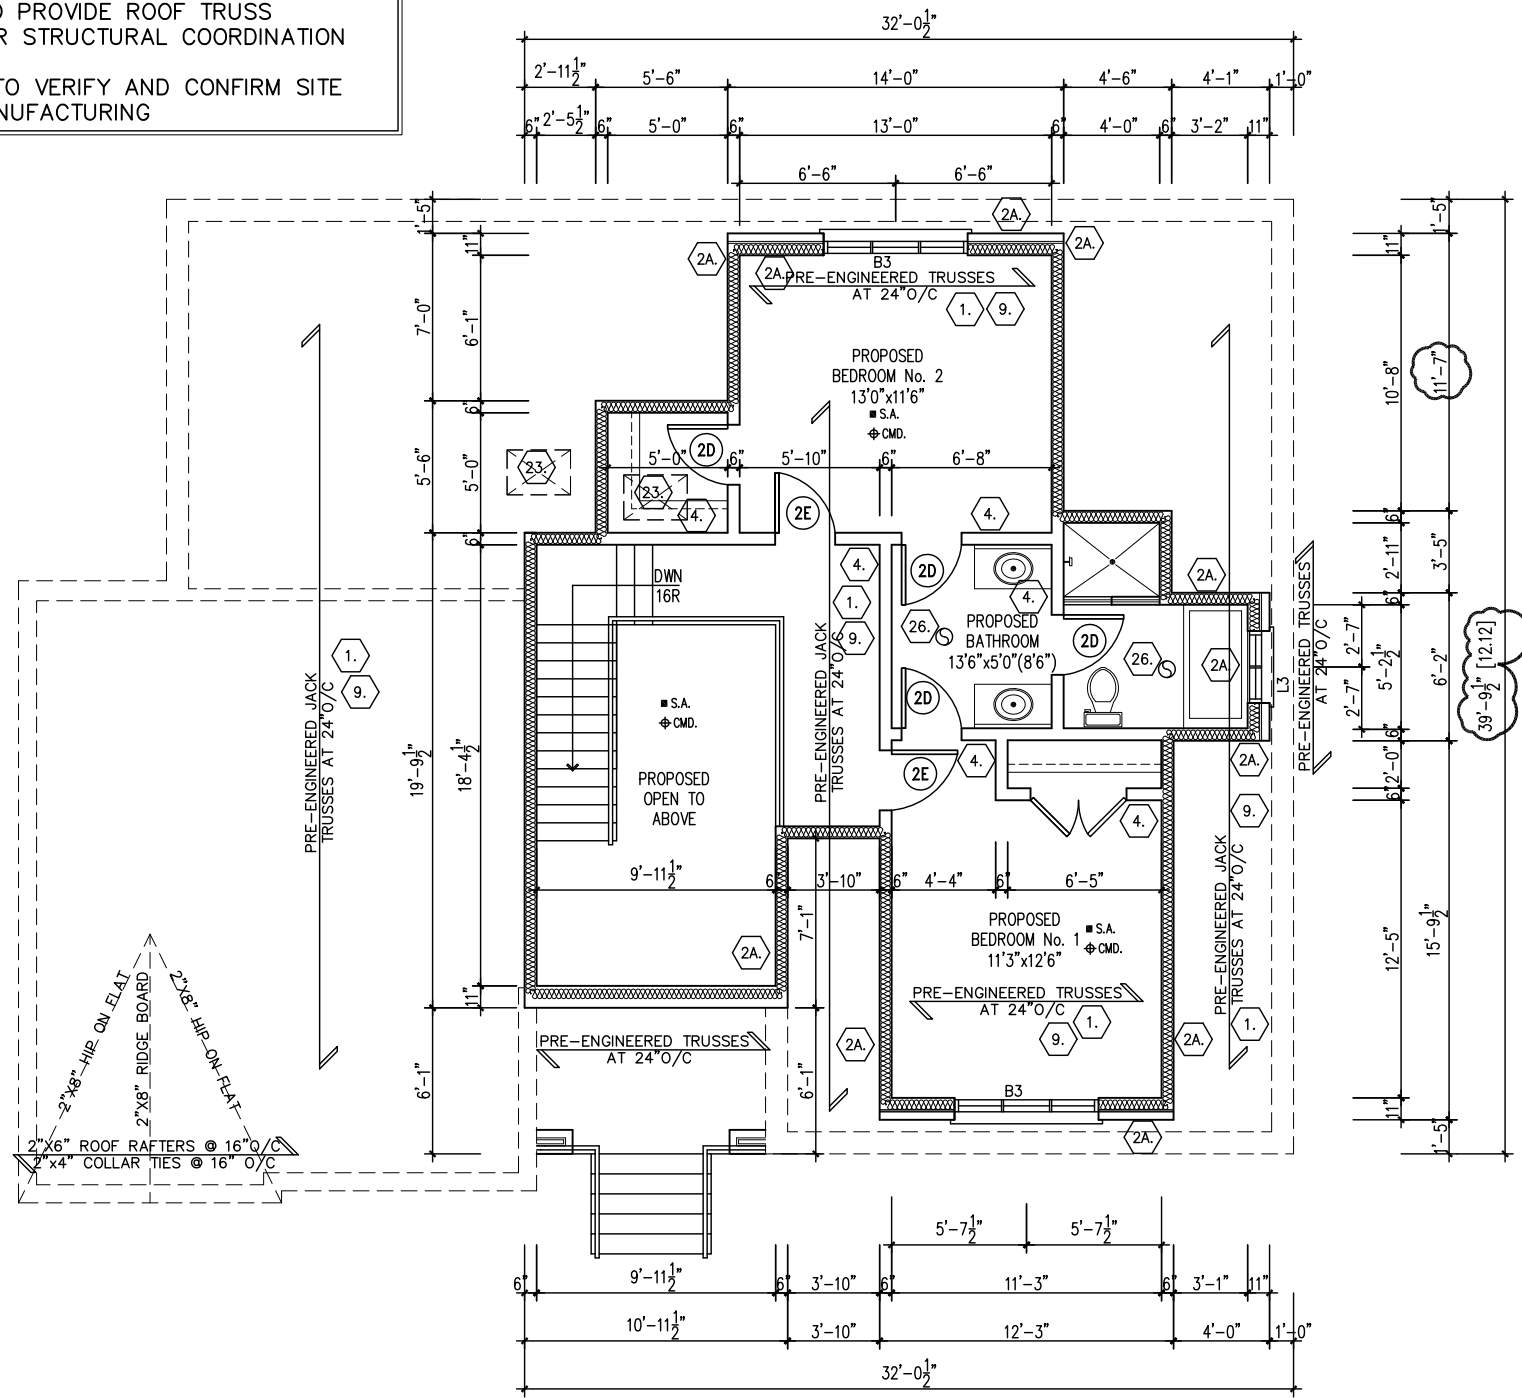 O PROVIDE ROOF TRUSS
R STRUCTURAL COORDINATION
TO VERIFY AND CONFIRM SITE
NUFACTURING
32'-0½"
2'-11½" 5'-6" 14'-0" 4'-6" 4'-1" 1'-0"
6" 2'-5½" 6" 5'-0" 6" 13'-0" 6" 4'-0" 6" 3'-2" 11"
6'-6" 6'-6"
2A.
2A.
2A.
2A.
B3
PRE-ENGINEERED TRUSSES
AT 24"O/C
1. 9.
PROPOSED
BEDROOM No. 2
13'0"x11'6"
S.A.
CMD.
5'-0" 6" 5'-10" 6" 6'-8"
2D
23.
23.
4.
2E
4.
1'-5"
11"
7'-0"
6'-1"
6"
5'-6"
5'-0"
6"
19'-9½"
18'-4½"
11"
6'-1"
DWN
16R
4.
1.
9.
PRE-ENGINEERED JACK
TRUSSES AT 24"O/C
2D
4.
26.
PROPOSED
BATHROOM
13'6"x5'0"(8'6")
2D
26.
2A.
2A.
2D
2E
4.
L3
PRE-ENGINEERED TRUSSES
AT 24"O/C
2'-7"
2'-7"
5'-2½"
1'-5"
11"
11'-7"
10'-8"
6"
2'-11"
3'-5"
6"
6'-2"
39'-9½" [12.12]
6"
2'-0"
6"
15'-9½"
12'-5"
11"
1'-5"
1.
9.
PRE-ENGINEERED JACK
TRUSSES AT 24"O/C
S.A.
CMD.
PROPOSED
OPEN TO
ABOVE
2A.
9.
4.
PRE-ENGINEERED JACK
TRUSSES AT 24"O/C
9'-11½" 6" 3'-10" 6" 4'-4" 6" 6'-5"
7'-1"
6'-1"
2A.
PROPOSED
BEDROOM No. 1
11'3"x12'6"
S.A.
CMD.
PRE-ENGINEERED TRUSSES
AT 24"O/C
9. 1.
2A.
2A.
1.
B3
2A.
PRE-ENGINEERED TRUSSES
AT 24"O/C
2"X8" HIP ON FLAT
2"X8" RIDGE BOARD
2"X8" HIP ON FLAT
2"X6" ROOF RAFTERS @ 16"O/C
2"x4" COLLAR TIES @ 16" O/C
5'-7½" 5'-7½"
6" 9'-11½" 6" 3'-10" 6" 11'-3" 6" 3'-1" 11"
10'-11½" 3'-10" 12'-3" 4'-0" 1'-0"
32'-0½"